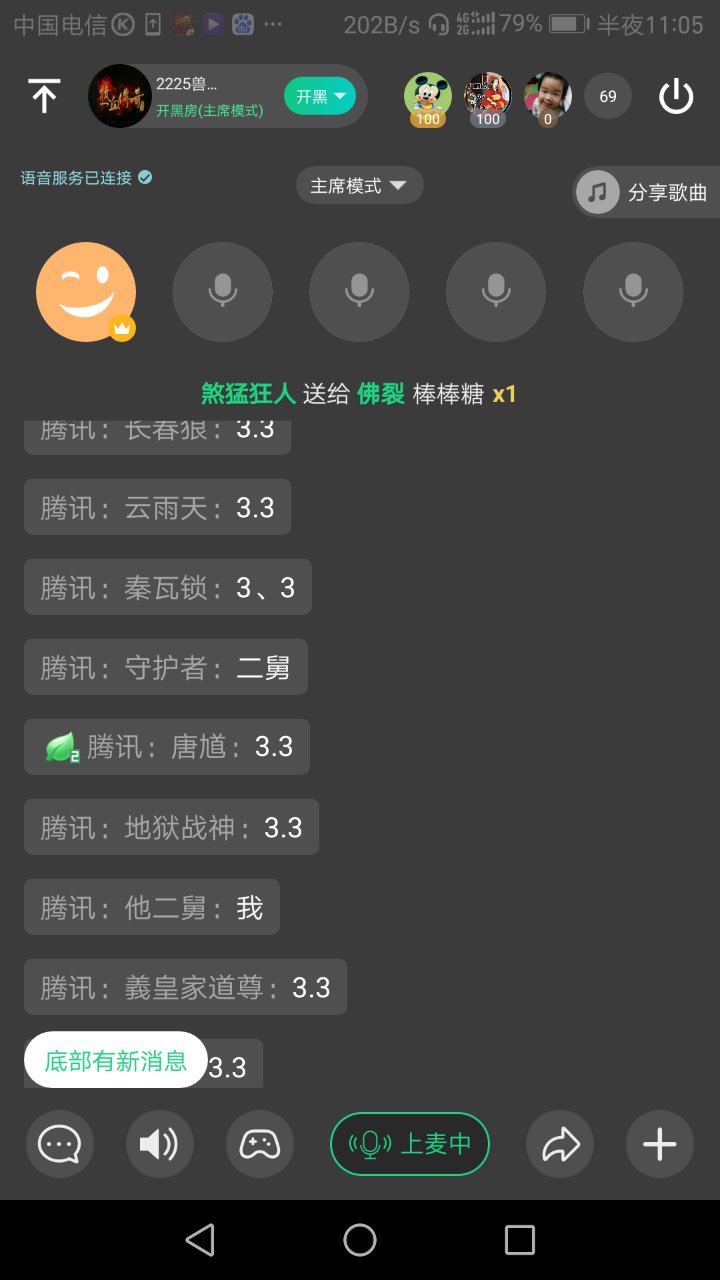 中国电信 202B/s 4G 2G 79% 半夜11:05
2225兽...
开黑房(主席模式)
开黑
100 100 0 69
语音服务已连接
主席模式
分享歌曲
煞猛狂人 送给 佛裂 棒棒糖 x1
腾讯：长春狼：3.3
腾讯：云雨天：3.3
腾讯：秦瓦锁：3、3
腾讯：守护者：二舅
2 腾讯：唐馗：3.3
腾讯：地狱战神：3.3
腾讯：他二舅：我
腾讯：義皇家道尊：3.3
底部有新消息 3.3
上麦中